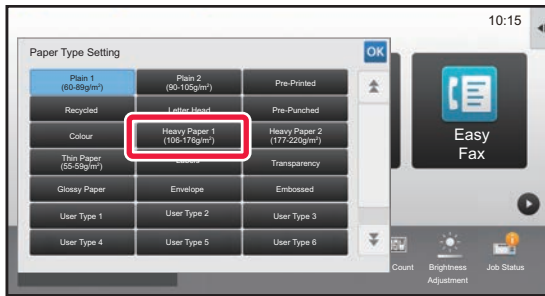 10:15
Paper Type Setting
OK
Plain 1
(60-89g/m²)
Plain 2
(90-105g/m²)
Pre-Printed
Recycled
Letter Head
Pre-Punched
Colour
Heavy Paper 1
(106-176g/m²)
Heavy Paper 2
(177-220g/m²)
Thin Paper
(55-59g/m²)
Labels
Transparency
Glossy Paper
Envelope
Embossed
User Type 1
User Type 2
User Type 3
User Type 4
User Type 5
User Type 6
Easy
Fax
Count
Brightness
Adjustment
Job Status